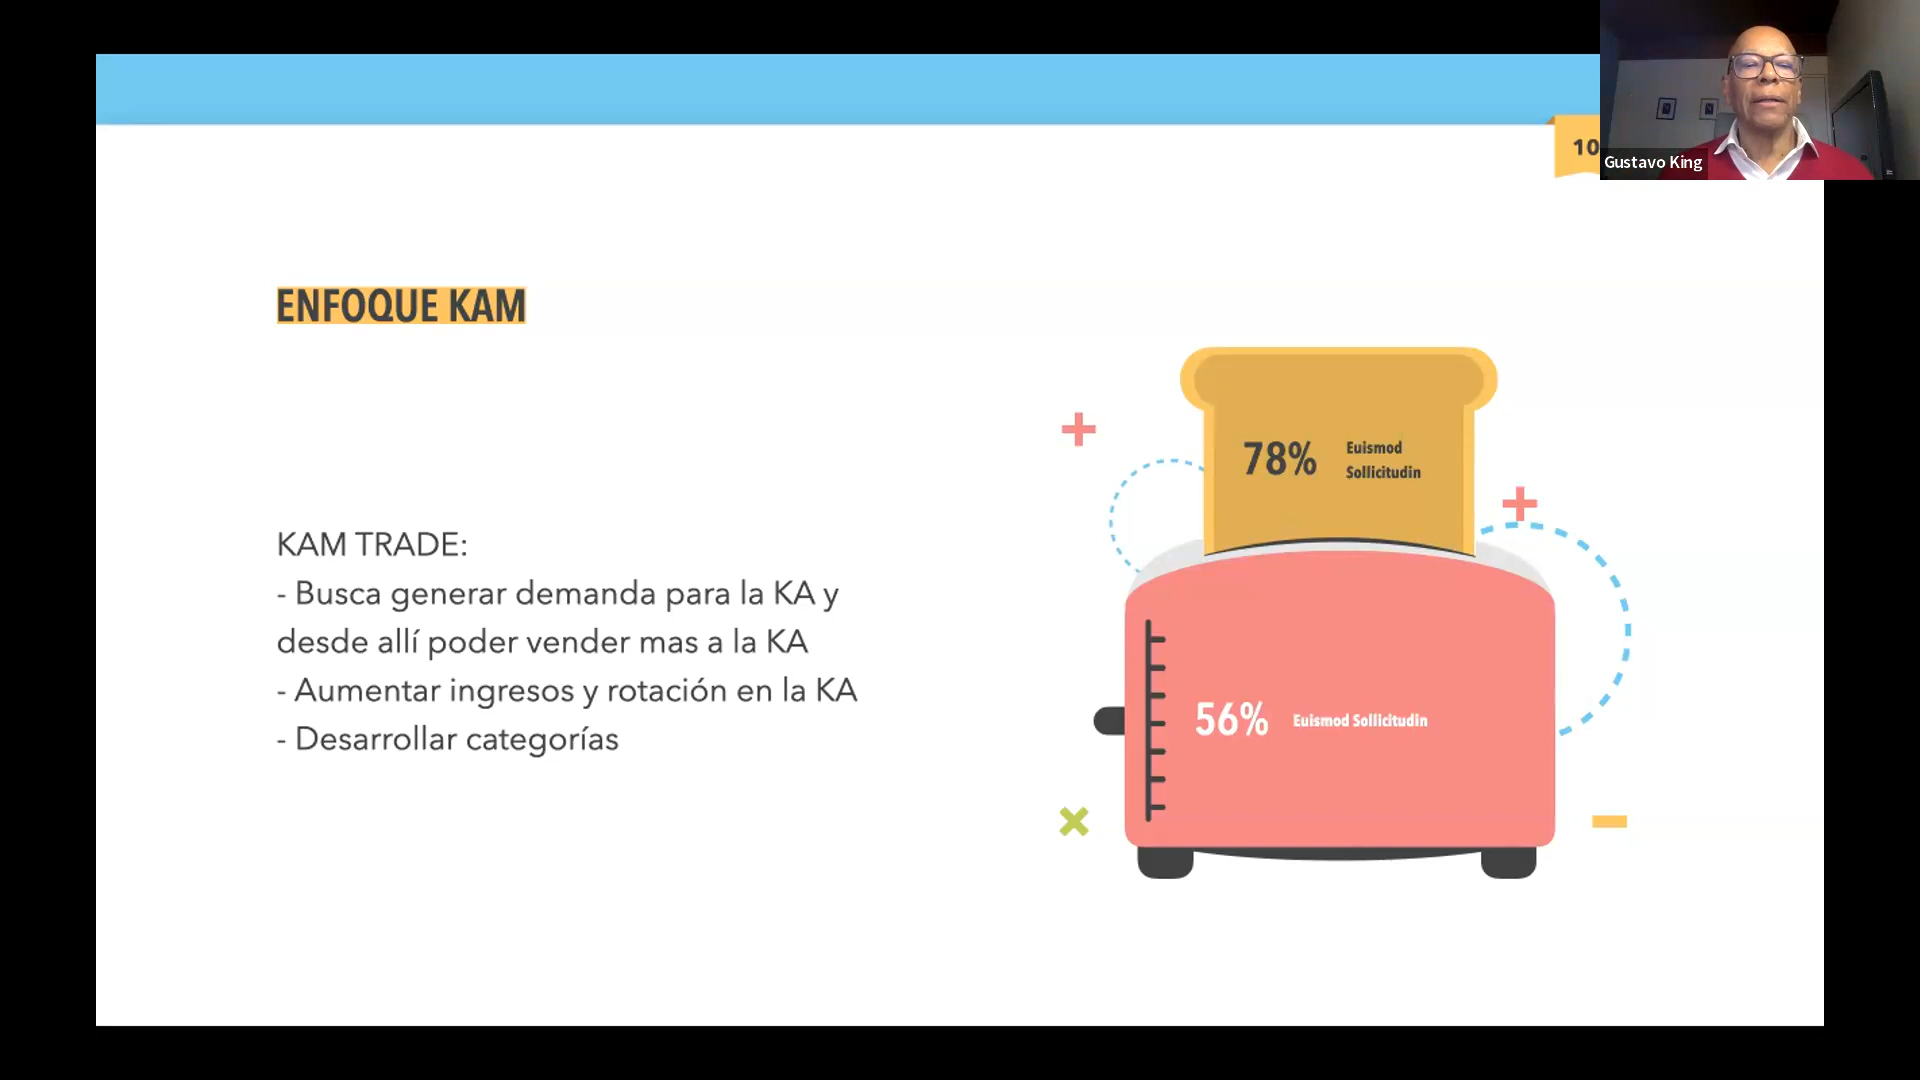 10
Gustavo King
ENFOQUE KAM
KAM TRADE:
- Busca generar demanda para la KA y
desde allí poder vender mas a la KA
- Aumentar ingresos y rotación en la KA
- Desarrollar categorías
78%
Euismod
Sollicitudin
56%
Euismod Sollicitudin